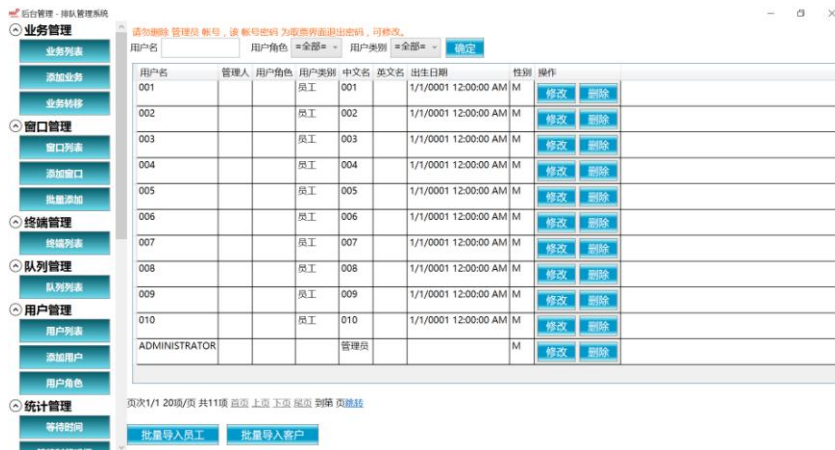 后台管理 - 排队管理系统
业务管理
业务列表
添加业务
业务转移
窗口管理
窗口列表
添加窗口
批量添加
终端管理
终端列表
队列管理
队列列表
用户管理
用户列表
添加用户
用户角色
统计管理
等待时间
请勿删除 管理员 帐号，该 帐号密码 为取票界面退出密码，可修改。
用户名 用户角色 =全部= 用户类别 =全部= 确定
用户名 管理人 用户角色 用户类别 中文名 英文名 出生日期 性别 操作
001 员工 001 1/1/0001 12:00:00 AM M 修改 删除
002 员工 002 1/1/0001 12:00:00 AM M 修改 删除
003 员工 003 1/1/0001 12:00:00 AM M 修改 删除
004 员工 004 1/1/0001 12:00:00 AM M 修改 删除
005 员工 005 1/1/0001 12:00:00 AM M 修改 删除
006 员工 006 1/1/0001 12:00:00 AM M 修改 删除
007 员工 007 1/1/0001 12:00:00 AM M 修改 删除
008 员工 008 1/1/0001 12:00:00 AM M 修改 删除
009 员工 009 1/1/0001 12:00:00 AM M 修改 删除
010 员工 010 1/1/0001 12:00:00 AM M 修改 删除
ADMINISTRATOR 管理员 M 修改 删除
页次1/1 20项/页 共11项 首页 上页 下页 尾页 到第 页跳转
批量导入员工 批量导入客户